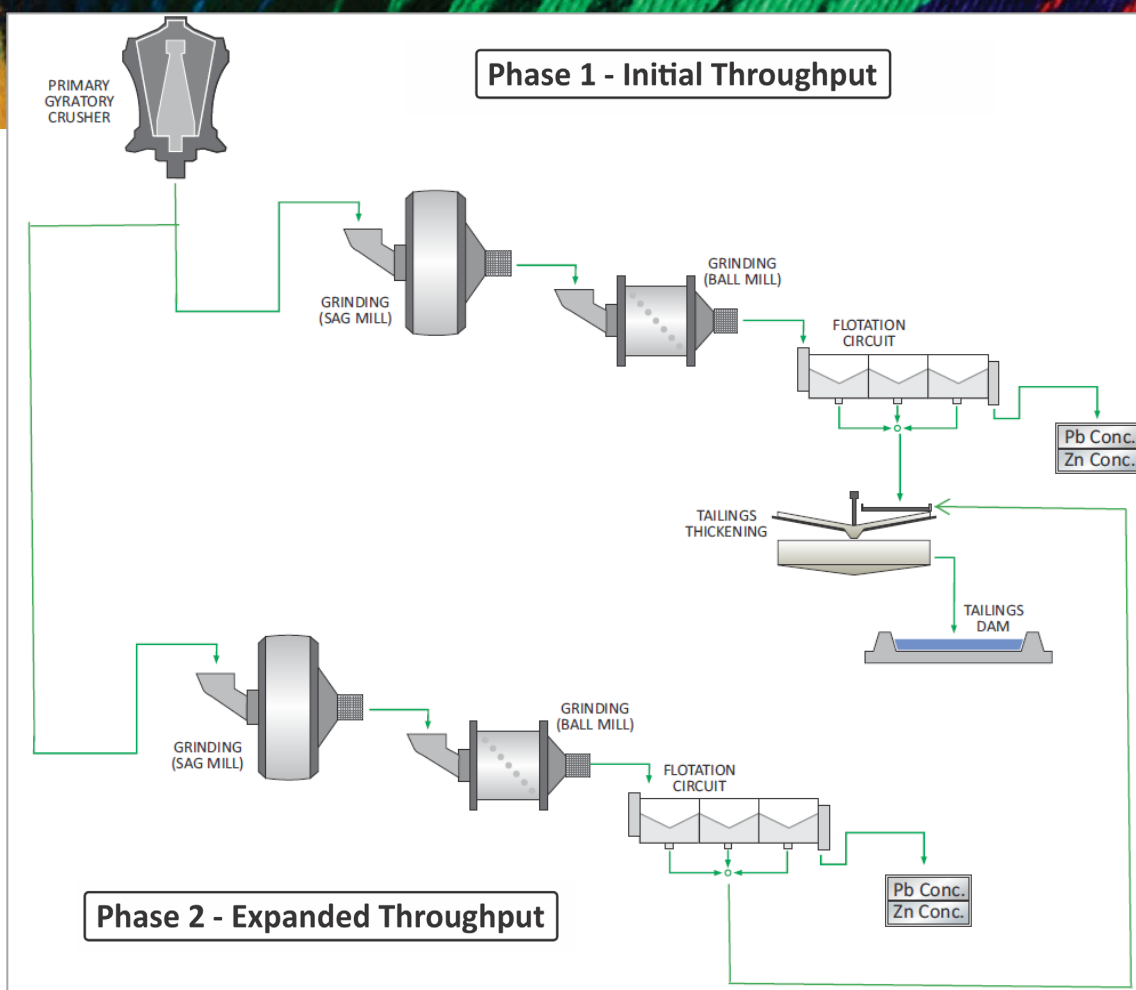 Phase 1 - Initial Throughput
PRIMARY
GYRATORY
CRUSHER
GRINDING
(SAG MILL)
GRINDING
(BALL MILL)
FLOTATION
CIRCUIT
Pb Conc.
Zn Conc.
TAILINGS
THICKENING
TAILINGS
DAM
GRINDING
(SAG MILL)
GRINDING
(BALL MILL)
FLOTATION
CIRCUIT
Pb Conc.
Zn Conc.
Phase 2 - Expanded Throughput